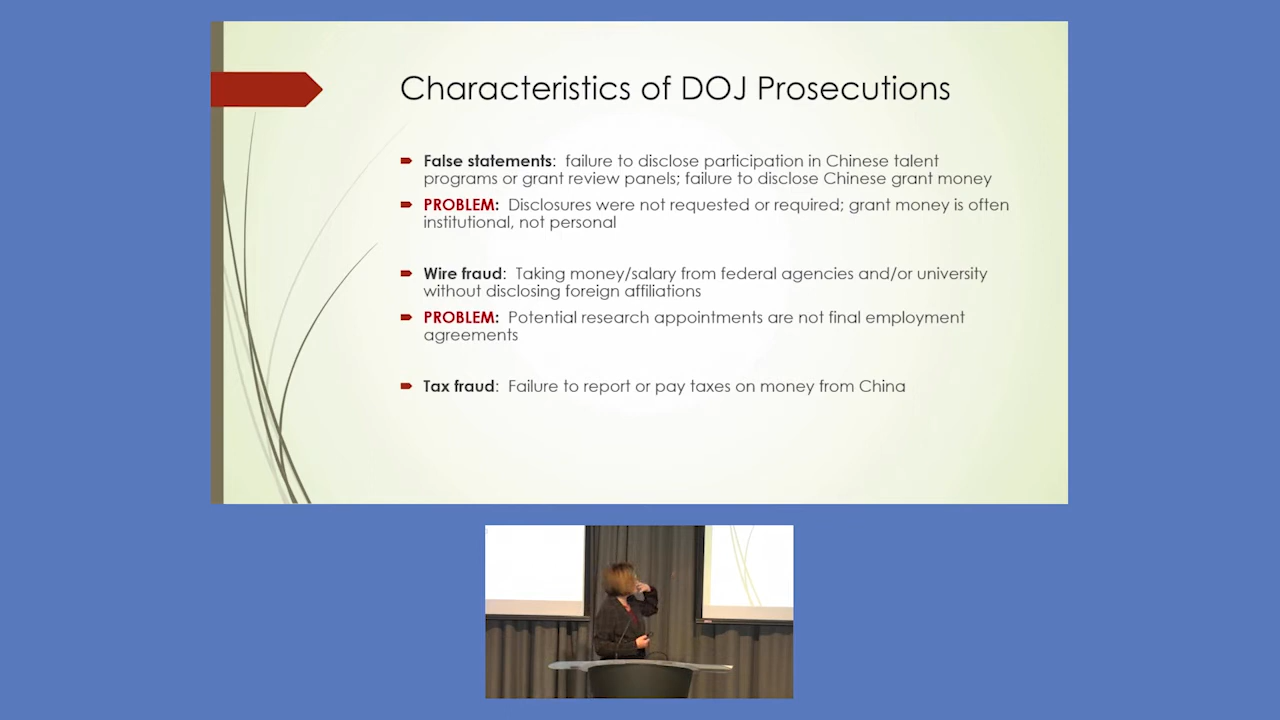 Characteristics of DOJ Prosecutions
False statements: failure to disclose participation in Chinese talent
programs or grant review panels; failure to disclose Chinese grant money
PROBLEM: Disclosures were not requested or required; grant money is often
institutional, not personal
Wire fraud: Taking money/salary from federal agencies and/or university
without disclosing foreign affiliations
PROBLEM: Potential research appointments are not final employment
agreements
Tax fraud: Failure to report or pay taxes on money from China